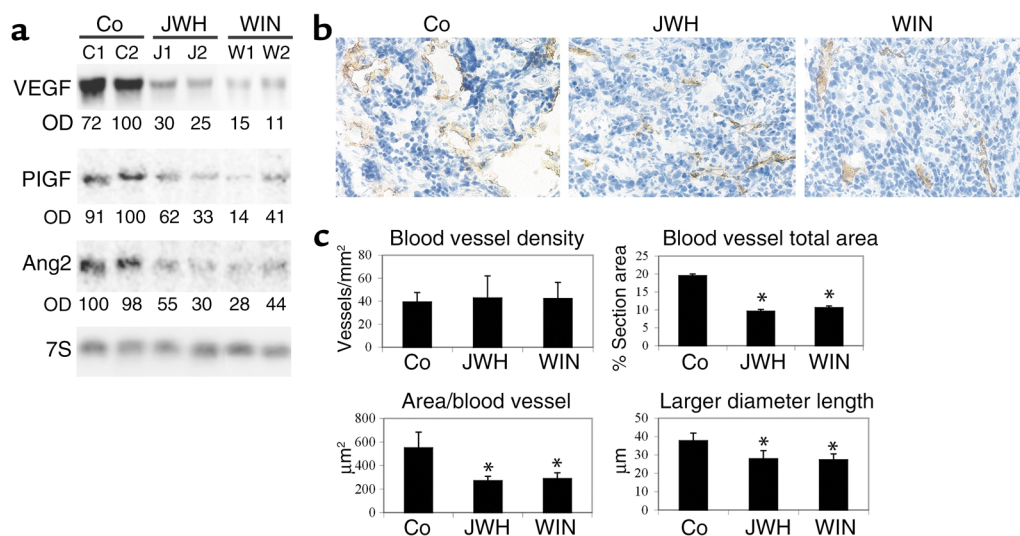 a
Co JWH WIN
C1 C2 J1 J2 W1 W2
VEGF
OD 72 100 30 25 15 11
PlGF
OD 91 100 62 33 14 41
Ang2
OD 100 98 55 30 28 44
7S
b
Co JWH WIN
c
Blood vessel density
Vessels/mm²
80
60
40
20
0
Co JWH WIN
Blood vessel total area
% Section area
25
20
15
10
5
0
* *
Co JWH WIN
Area/blood vessel
μm²
800
600
400
200
0
* *
Co JWH WIN
Larger diameter length
μm
50
40
30
20
10
0
* *
Co JWH WIN